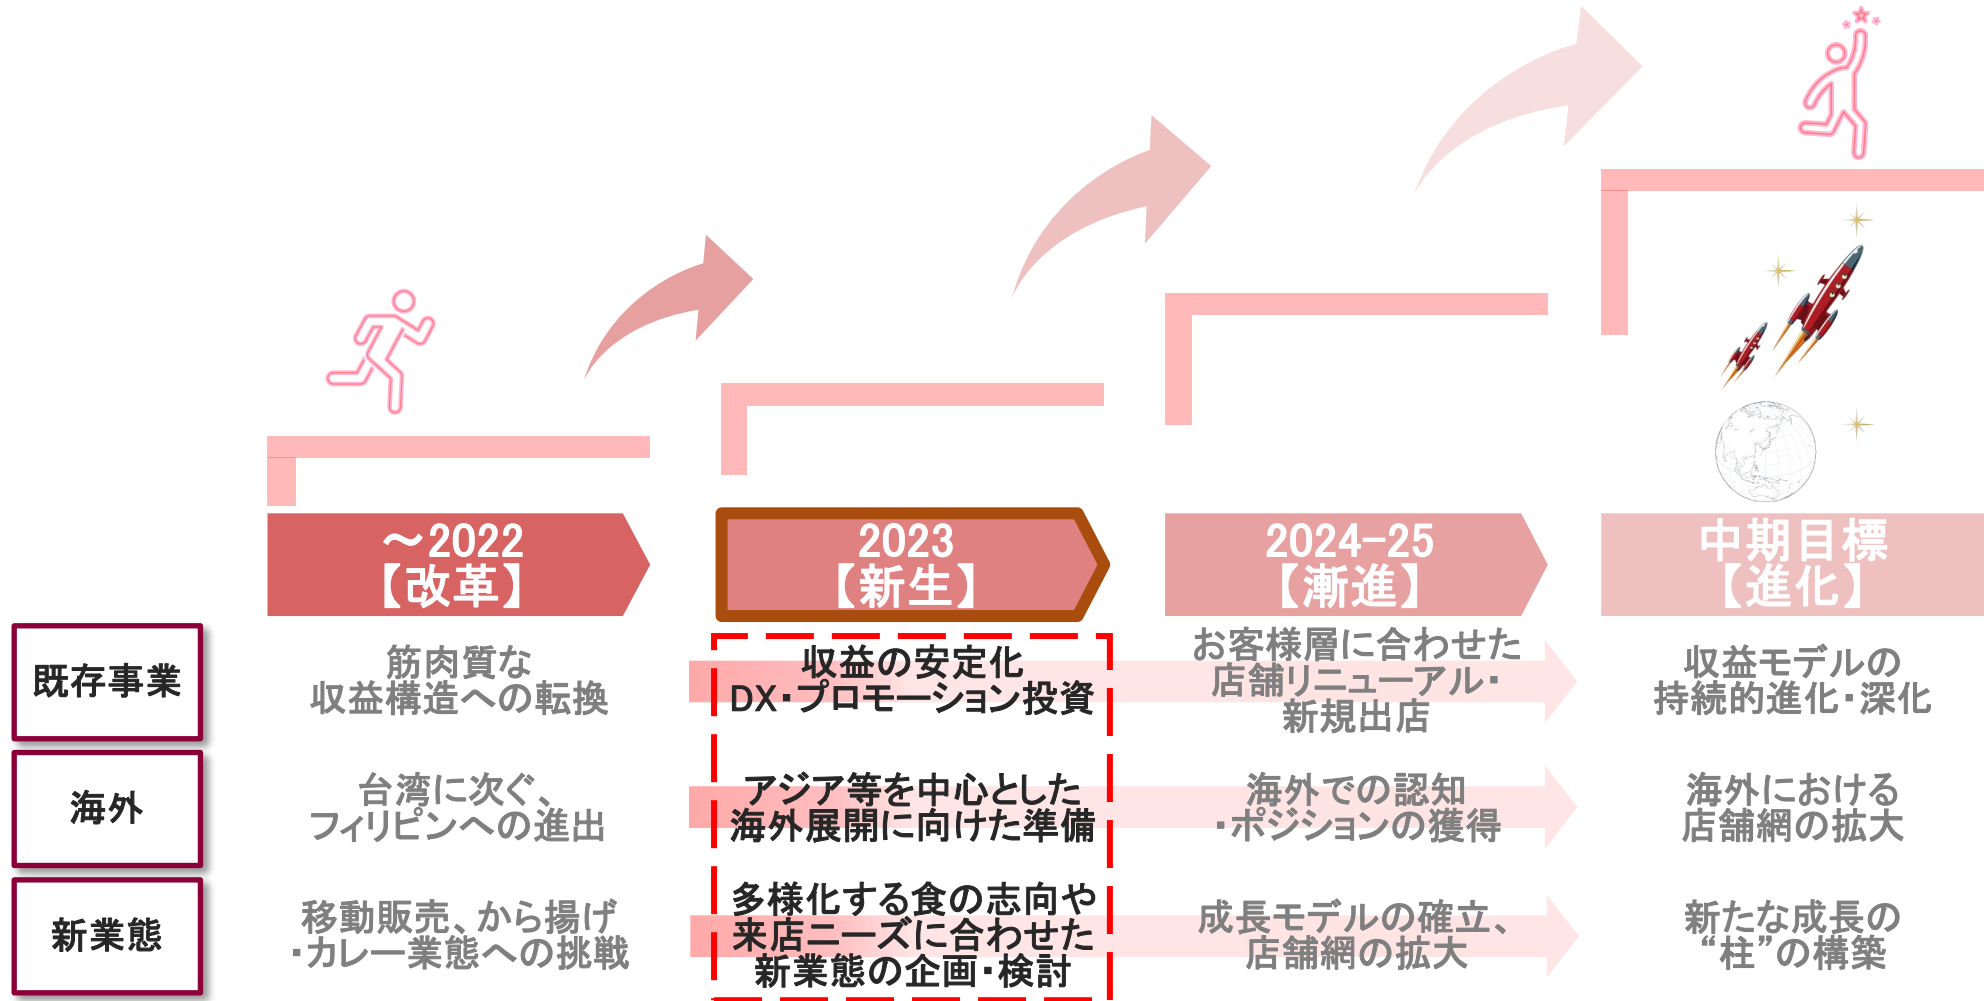 ～2022
【改革】
2023
【新生】
2024-25
【漸進】
中期目標
【進化】
既存事業
筋肉質な
収益構造への転換
収益の安定化
DX・プロモーション投資
お客様層に合わせた
店舗リニューアル・
新規出店
収益モデルの
持続的進化・深化
海外
台湾に次ぐ、
フィリピンへの進出
アジア等を中心とした
海外展開に向けた準備
海外での認知
・ポジションの獲得
海外における
店舗網の拡大
新業態
移動販売、から揚げ
・カレー業態への挑戦
多様化する食の志向や
来店ニーズに合わせた
新業態の企画・検討
成長モデルの確立、
店舗網の拡大
新たな成長の
“柱”の構築